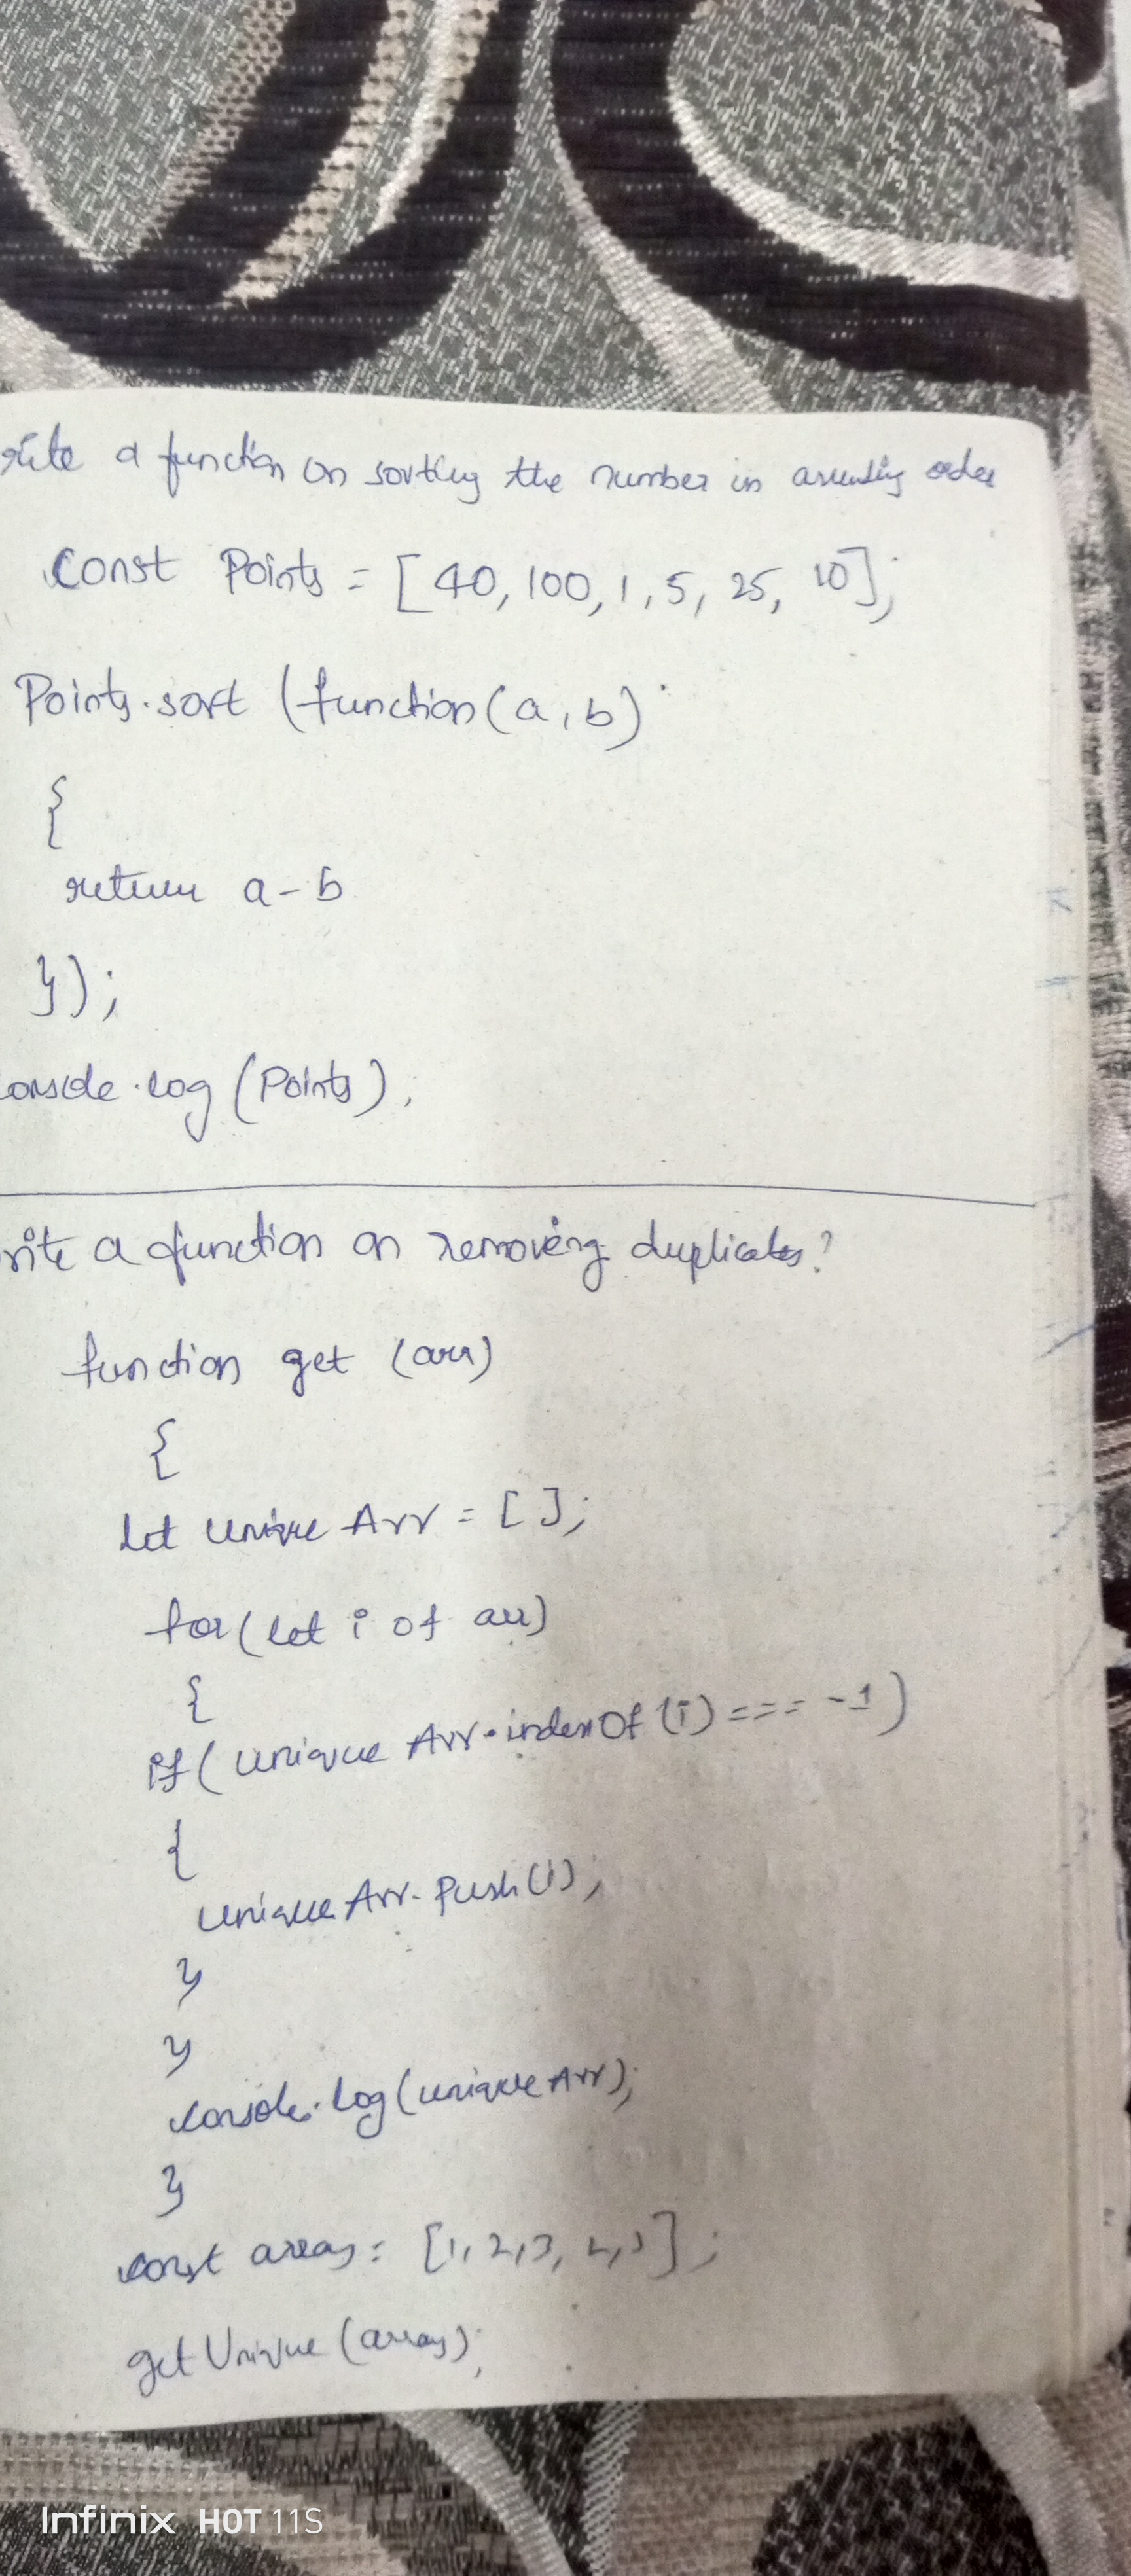 rite a function on sorting the number in asending order
const Points = [40, 100, 1, 5, 25, 10];
Points.sort (function(a, b)
{
return a-b
});
onsole.log (Points);
rite a function on removing duplicates?
function get (arr)
{
let unique Arr = [ ];
for(let i of arr)
{
if( unique Arr.indexOf(i) === -1)
{
unique Arr.push(i);
}
}
console.log(unique Arr);
}
const array = [1, 2, 3, 2, 3];
get Unique (array);
Infinix HOT 11S